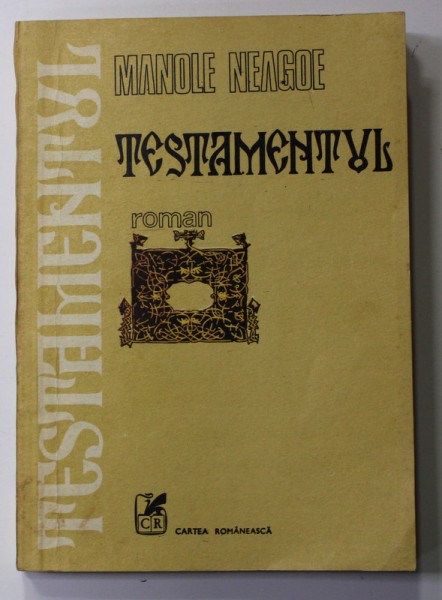 TESTAMENTUL
MANOLE NEAGOE
TESTAMENTUL
roman
CR
CARTEA ROMÂNEASCĂ